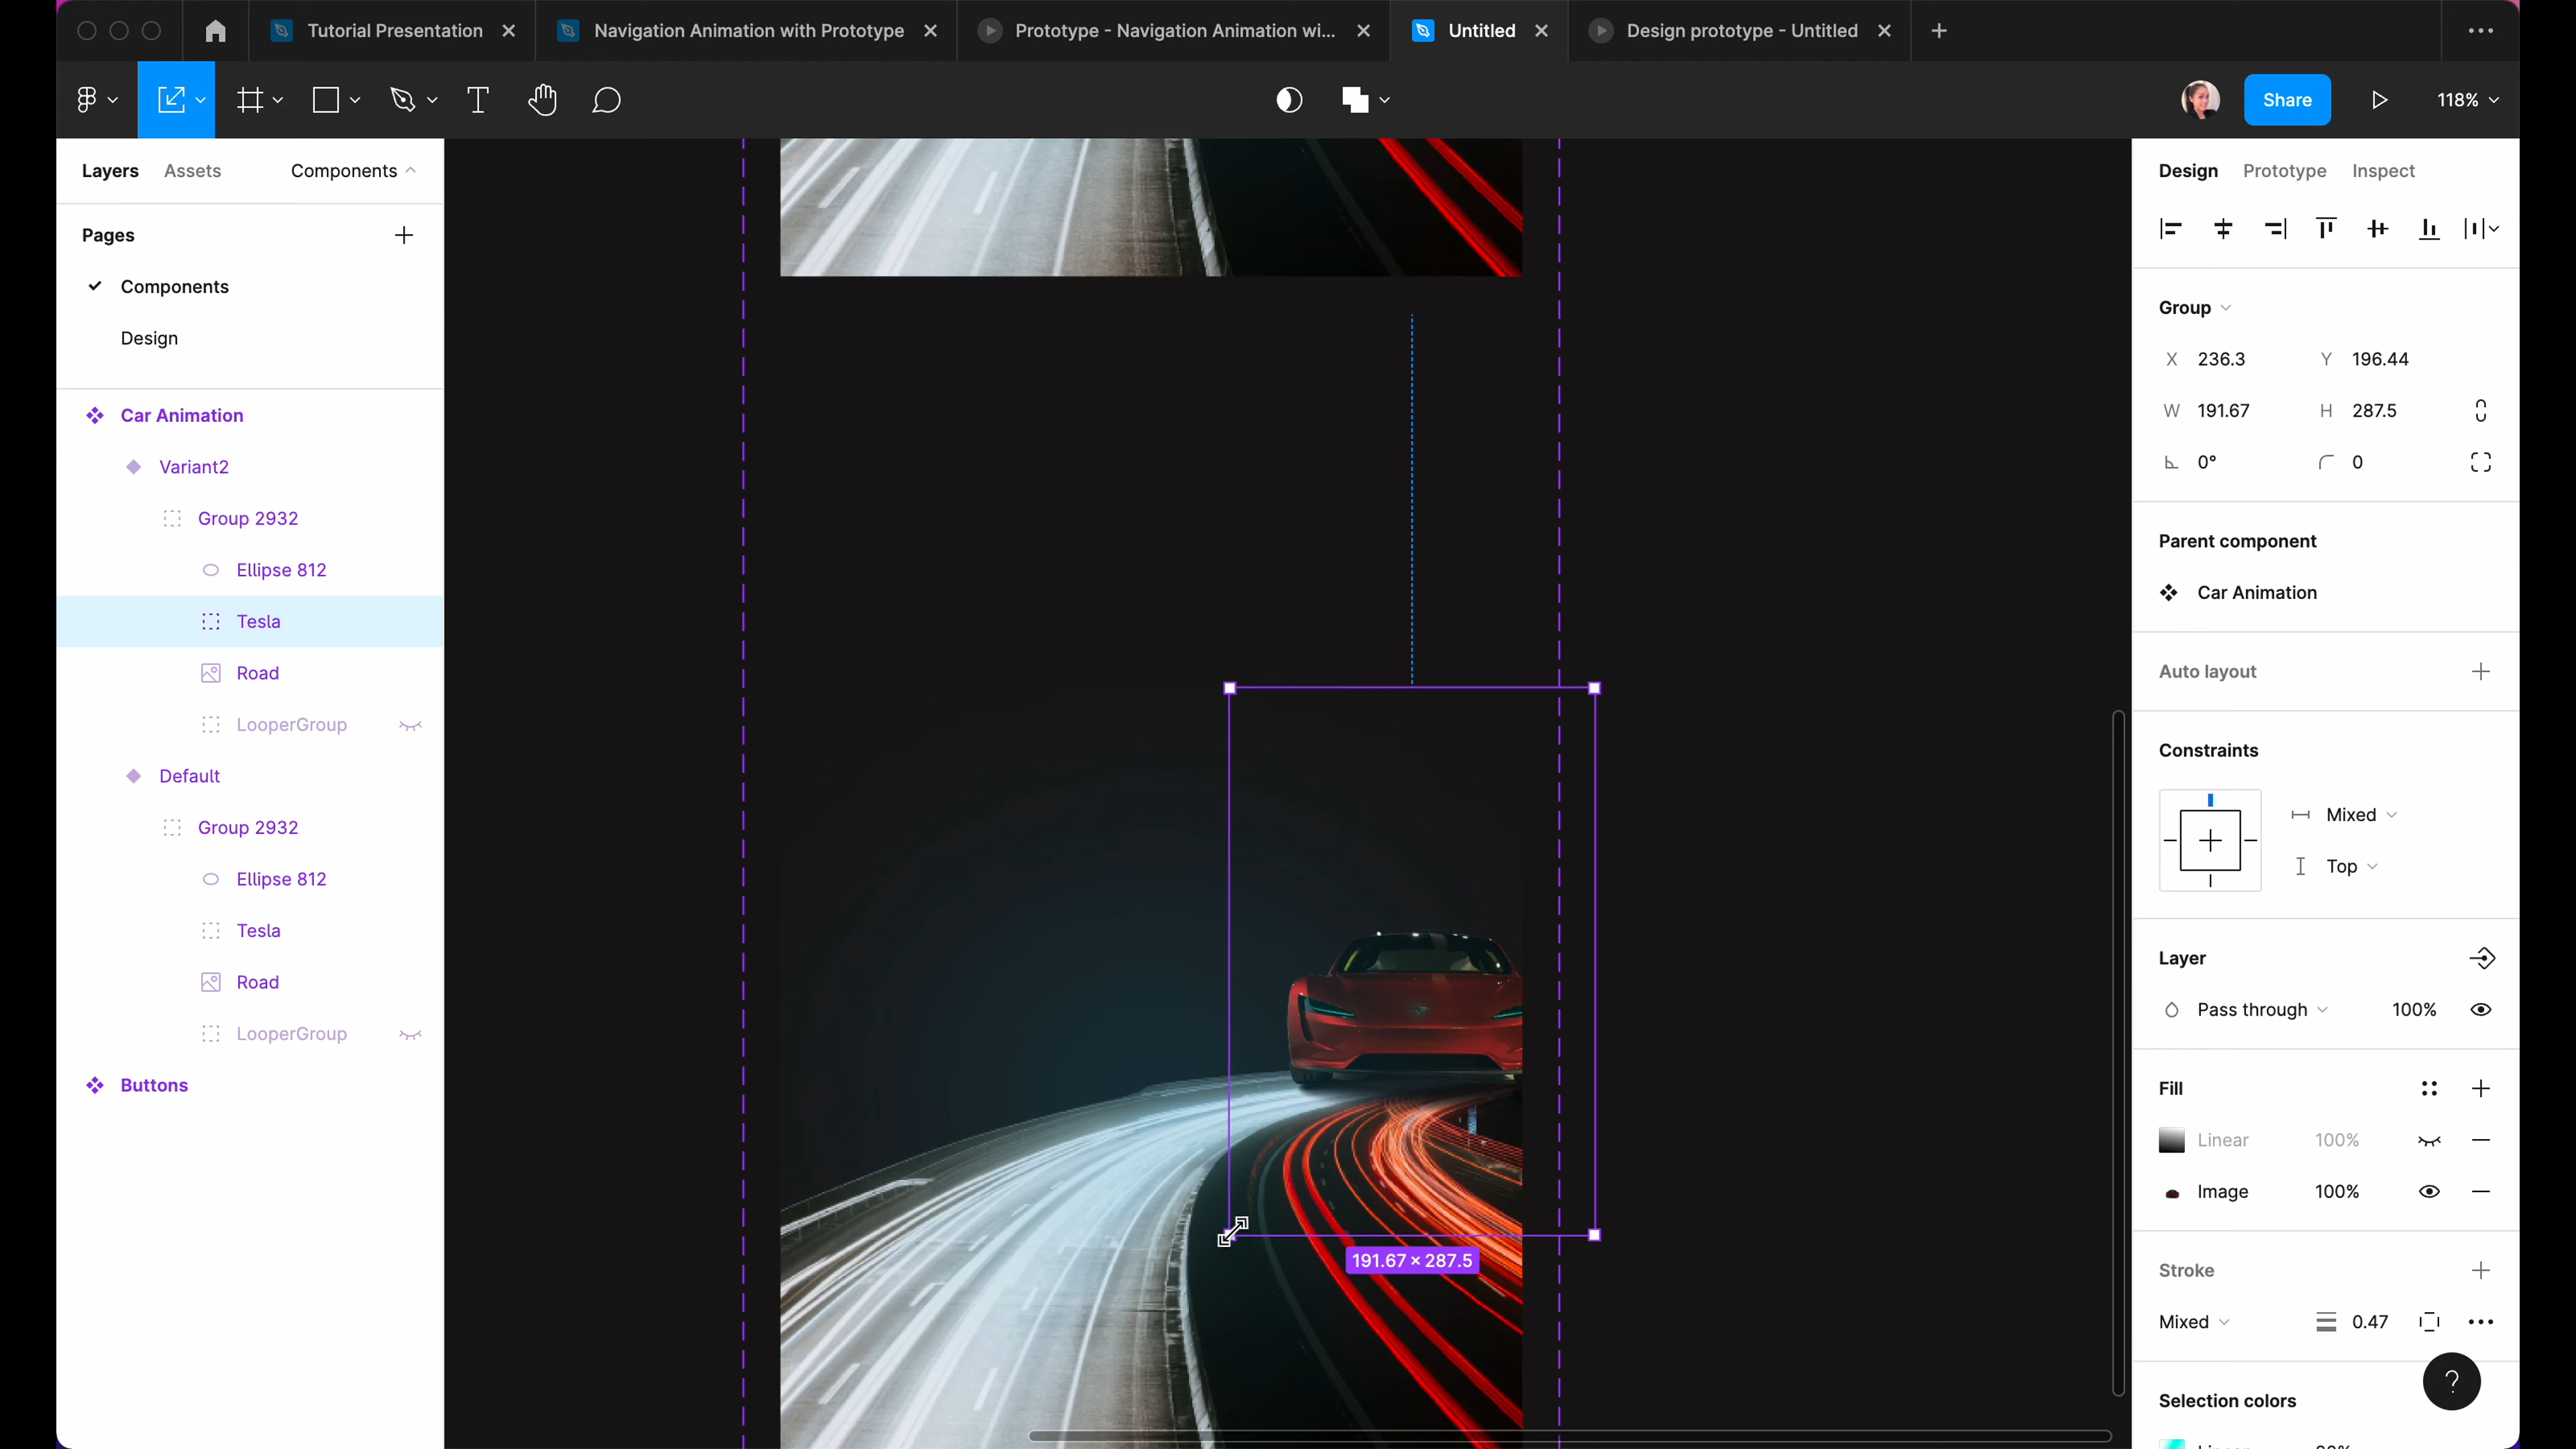 Tutorial Presentation
Navigation Animation with Prototype
Prototype - Navigation Animation wi...
Untitled
Design prototype - Untitled
Share
118%
Layers Assets Components
Pages
Components
Design
Car Animation
Variant2
Group 2932
Ellipse 812
Tesla
Road
LooperGroup
Default
Group 2932
Ellipse 812
Tesla
Road
LooperGroup
Buttons
191.67 × 287.5
Design Prototype Inspect
Group
X 236.3 Y 196.44
W 191.67 H 287.5
0° 0
Parent component
Car Animation
Auto layout
Constraints
Mixed
Top
Layer
Pass through 100%
Fill
Linear 100%
Image 100%
Stroke
Mixed 0.47
?
Selection colors